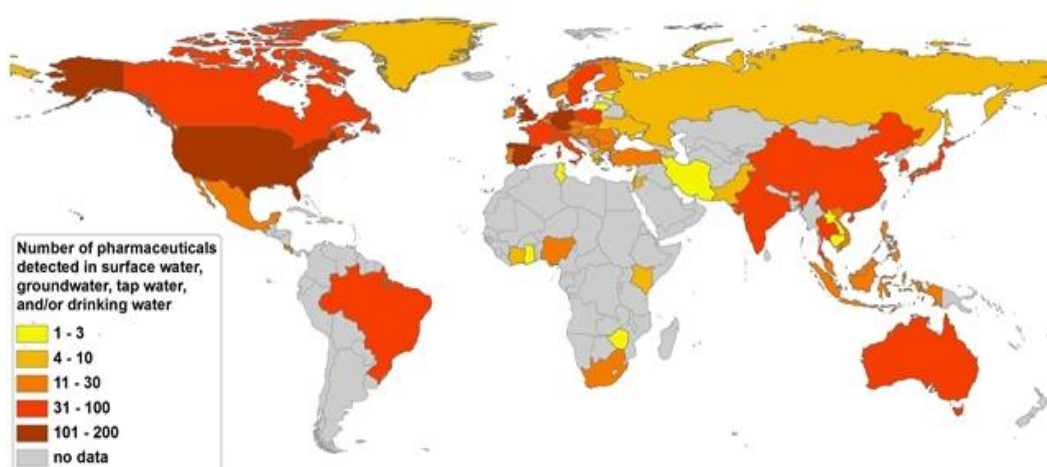 Number of pharmaceuticals
detected in surface water,
groundwater, tap water,
and/or drinking water
1 - 3
4 - 10
11 - 30
31 - 100
101 - 200
no data